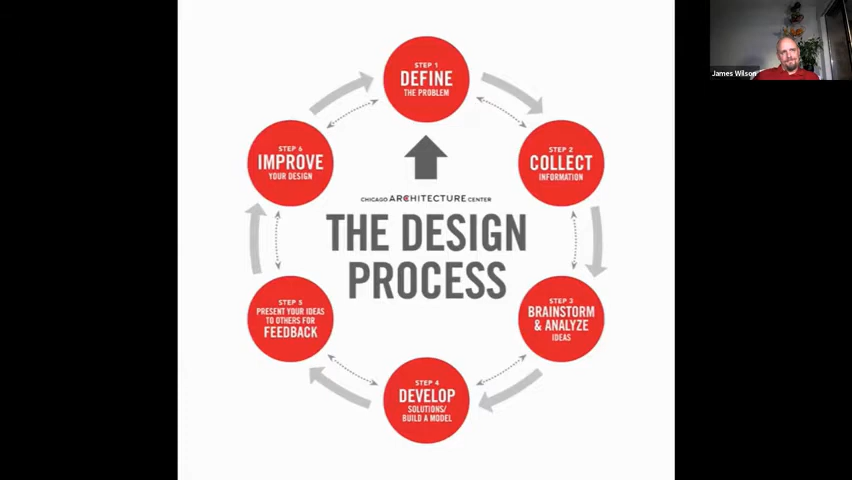 STEP 1
DEFINE
THE PROBLEM
STEP 2
COLLECT
INFORMATION
STEP 3
BRAINSTORM
& ANALYZE
IDEAS
STEP 4
DEVELOP
SOLUTIONS/
BUILD A MODEL
STEP 5
PRESENT YOUR IDEAS
TO OTHERS FOR
FEEDBACK
STEP 6
IMPROVE
YOUR DESIGN
CHICAGO ARCHITECTURE CENTER
THE DESIGN
PROCESS
James Wilson